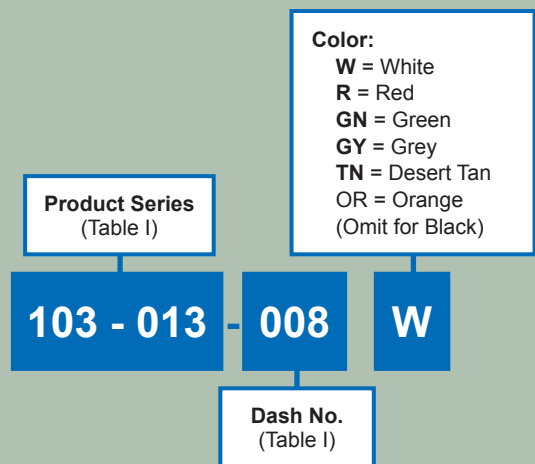 Color:
W = White
R = Red
GN = Green
GY = Grey
TN = Desert Tan
OR = Orange
(Omit for Black)
Product Series
(Table I)
103 - 013 - 008 W
Dash No.
(Table I)